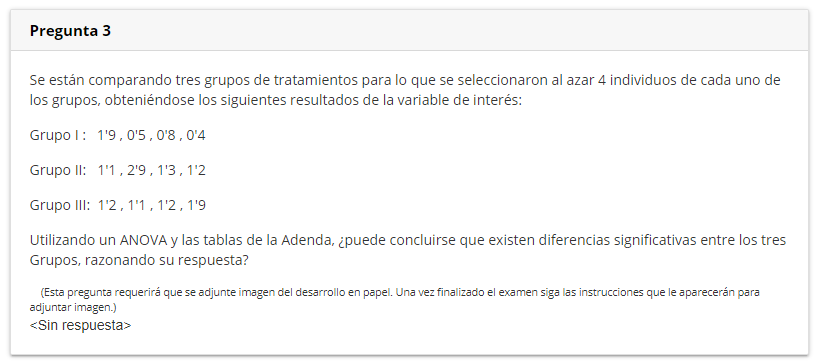 Pregunta 3
Se están comparando tres grupos de tratamientos para lo que se seleccionaron al azar 4 individuos de cada uno de
los grupos, obteniéndose los siguientes resultados de la variable de interés:
Grupo I :   1'9 , 0'5 , 0'8 , 0'4
Grupo II:   1'1 , 2'9 , 1'3 , 1'2
Grupo III:  1'2 , 1'1 , 1'2 , 1'9
Utilizando un ANOVA y las tablas de la Adenda, ¿puede concluirse que existen diferencias significativas entre los tres
Grupos, razonando su respuesta?
(Esta pregunta requerirá que se adjunte imagen del desarrollo en papel. Una vez finalizado el examen siga las instrucciones que le aparecerán para
adjuntar imagen.)
<Sin respuesta>